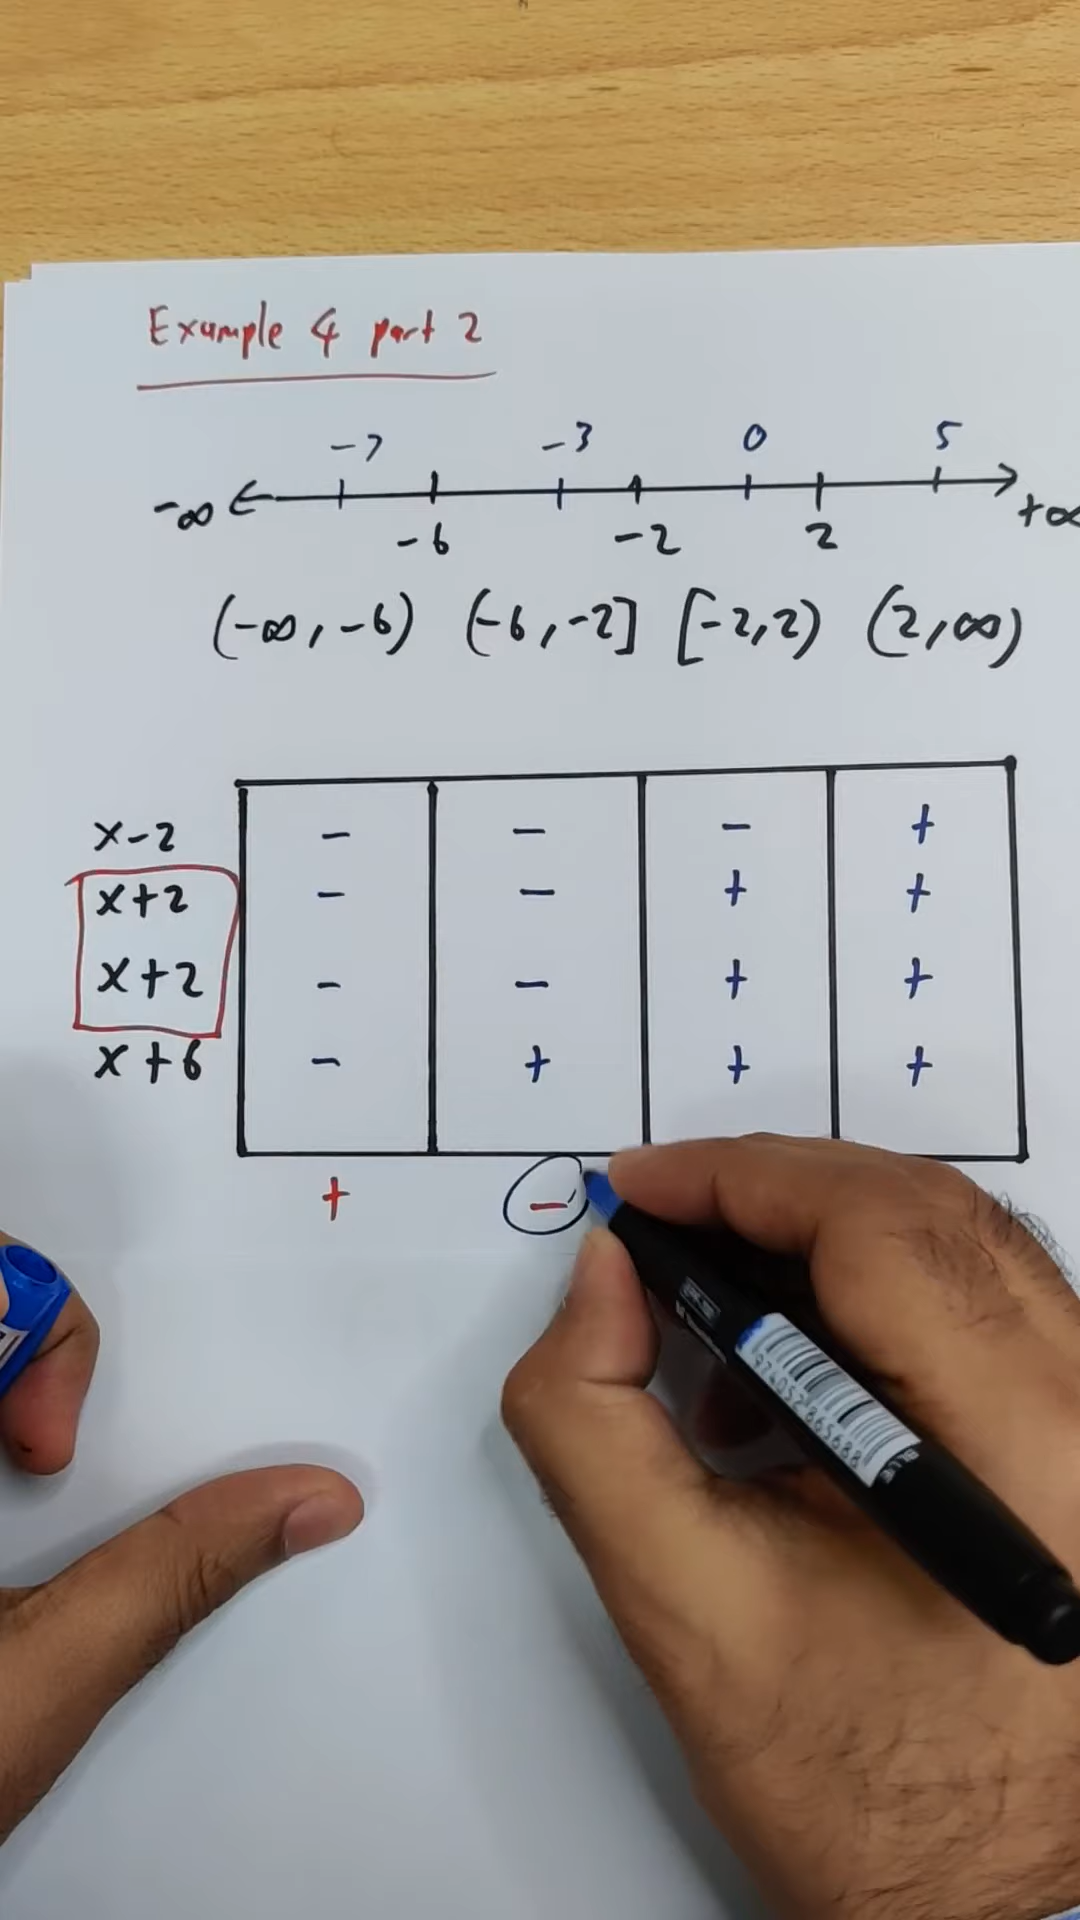 Example 4 part 2
-7 -3 0 5
-∞ +∞
-6 -2 2
(-∞, -6) (-6, -2] [-2, 2) (2, ∞)
x-2 - - - +
x+2 - - + +
x+2 - - + +
x+6 - + + +
+ -
BLUE